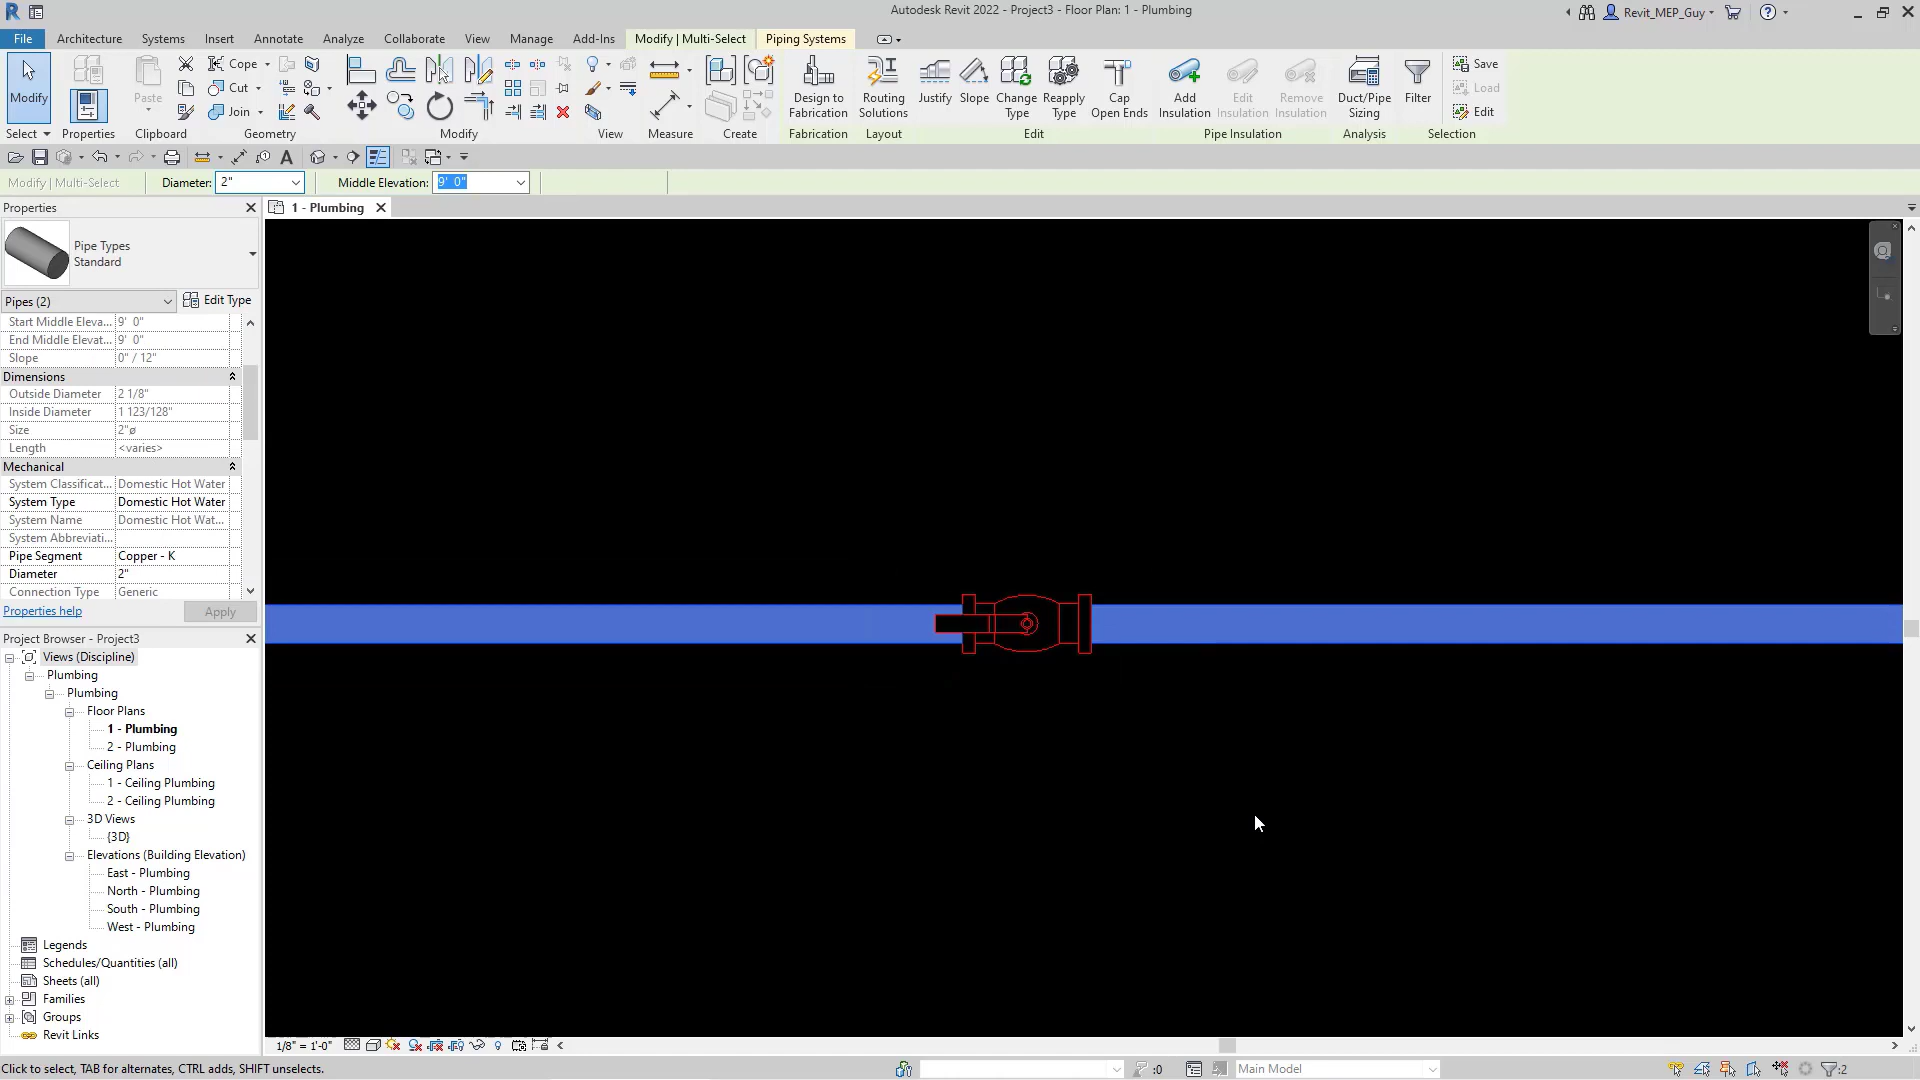 Autodesk Revit 2022 - Project3 - Floor Plan: 1 - Plumbing
Revit_MEP_Guy
File Architecture Systems Insert Annotate Analyze Collaborate View Manage Add-Ins Modify | Multi-Select Piping Systems
Modify
Paste
Cope
Cut
Join
Design to Fabrication
Routing Solutions
Justify
Slope
Change Type
Reapply Type
Cap Open Ends
Add Insulation
Edit Insulation
Remove Insulation
Duct/Pipe Sizing
Filter
Save
Load
Edit
Select Properties Clipboard Geometry Modify View Measure Create Fabrication Layout Edit Pipe Insulation Analysis Selection
Modify | Multi-Select Diameter: 2" Middle Elevation: 9' 0"
Properties
1 - Plumbing
Pipe Types
Standard
Pipes (2) Edit Type
Start Middle Eleva... 9' 0"
End Middle Elevat... 9' 0"
Slope 0" / 12"
Dimensions
Outside Diameter 2 1/8"
Inside Diameter 1 123/128"
Size 2"ø
Length <varies>
Mechanical
System Classificat... Domestic Hot Water
System Type Domestic Hot Water
System Name Domestic Hot Wat...
System Abbreviati...
Pipe Segment Copper - K
Diameter 2"
Connection Type Generic
Properties help Apply
Project Browser - Project3
Views (Discipline)
Plumbing
Plumbing
Floor Plans
1 - Plumbing
2 - Plumbing
Ceiling Plans
1 - Ceiling Plumbing
2 - Ceiling Plumbing
3D Views
{3D}
Elevations (Building Elevation)
East - Plumbing
North - Plumbing
South - Plumbing
West - Plumbing
Legends
Schedules/Quantities (all)
Sheets (all)
Families
Groups
Revit Links
1/8" = 1'-0"
Click to select, TAB for alternates, CTRL adds, SHIFT unselects.
:0
Main Model
:2